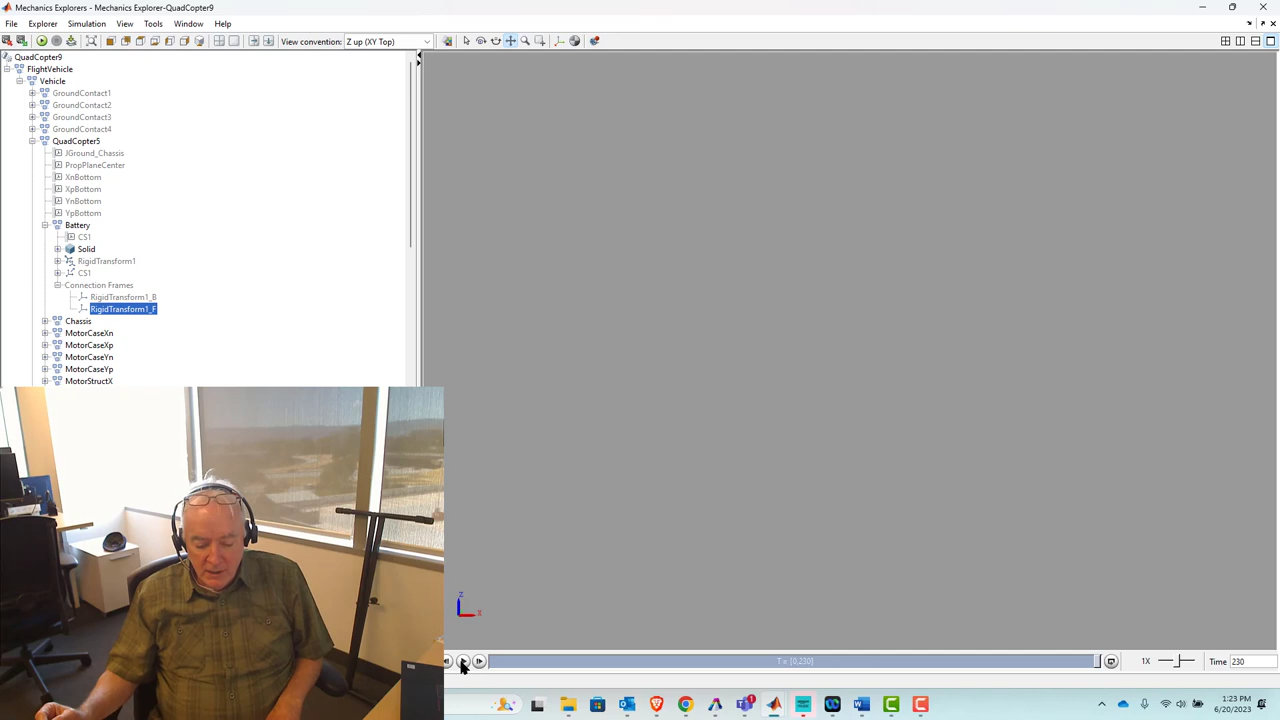 Mechanics Explorers - Mechanics Explorer-QuadCopter9
File Explorer Simulation View Tools Window Help
View convention: Z up (XY Top)
QuadCopter9
FlightVehicle
Vehicle
GroundContact1
GroundContact2
GroundContact3
GroundContact4
QuadCopter5
JGround_Chassis
PropPlaneCenter
XnBottom
XpBottom
YnBottom
YpBottom
Battery
CS1
Solid
RigidTransform1
CS1
Connection Frames
RigidTransform1_B
RigidTransform1_F
Chassis
MotorCaseXn
MotorCaseXp
MotorCaseYn
MotorCaseYp
MotorStructX
Z
X
T = [0,230]
1X
Time 230
1:23 PM
6/20/2023